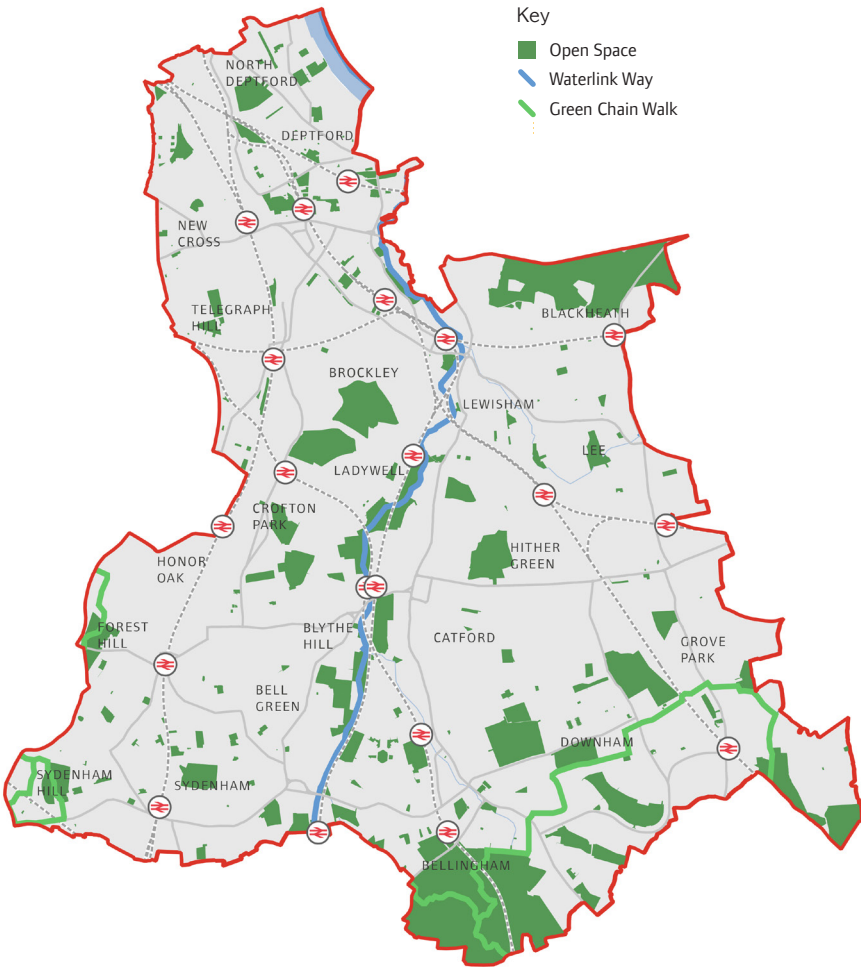 Key
Open Space
Waterlink Way
Green Chain Walk
NORTH
DEPTFORD
DEPTFORD
NEW
CROSS
TELEGRAPH
HILL
BLACKHEATH
BROCKLEY
LEWISHAM
LADYWELL
LEE
CROFTON
PARK
HONOR
OAK
HITHER
GREEN
FOREST
HILL
BLYTHE
HILL
CATFORD
GROVE
PARK
BELL
GREEN
DOWNHAM
SYDENHAM
HILL
SYDENHAM
BELLINGHAM